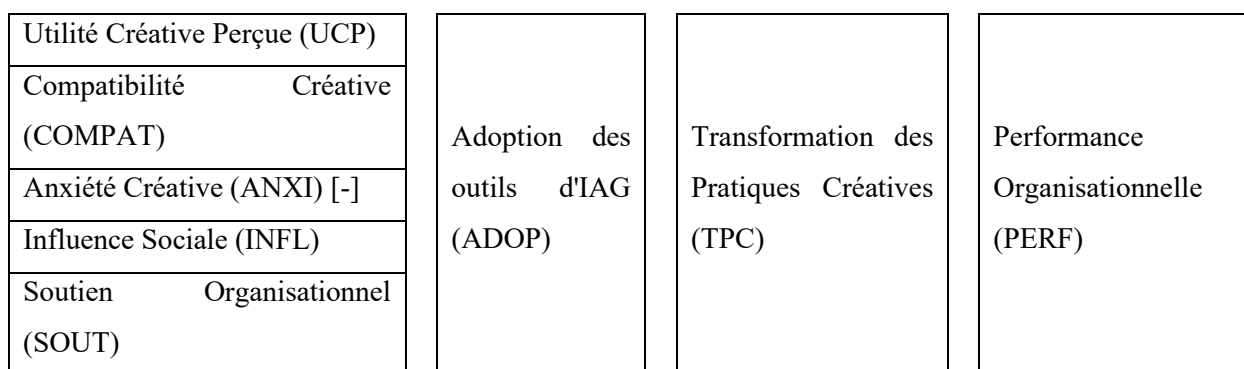 Utilité Créative Perçue (UCP)
Compatibilité Créative
(COMPAT)
Anxiété Créative (ANXI) [-]
Influence Sociale (INFL)
Soutien Organisationnel
(SOUT)
Adoption des
outils d'IAG
(ADOP)
Transformation des
Pratiques Créatives
(TPC)
Performance
Organisationnelle
(PERF)